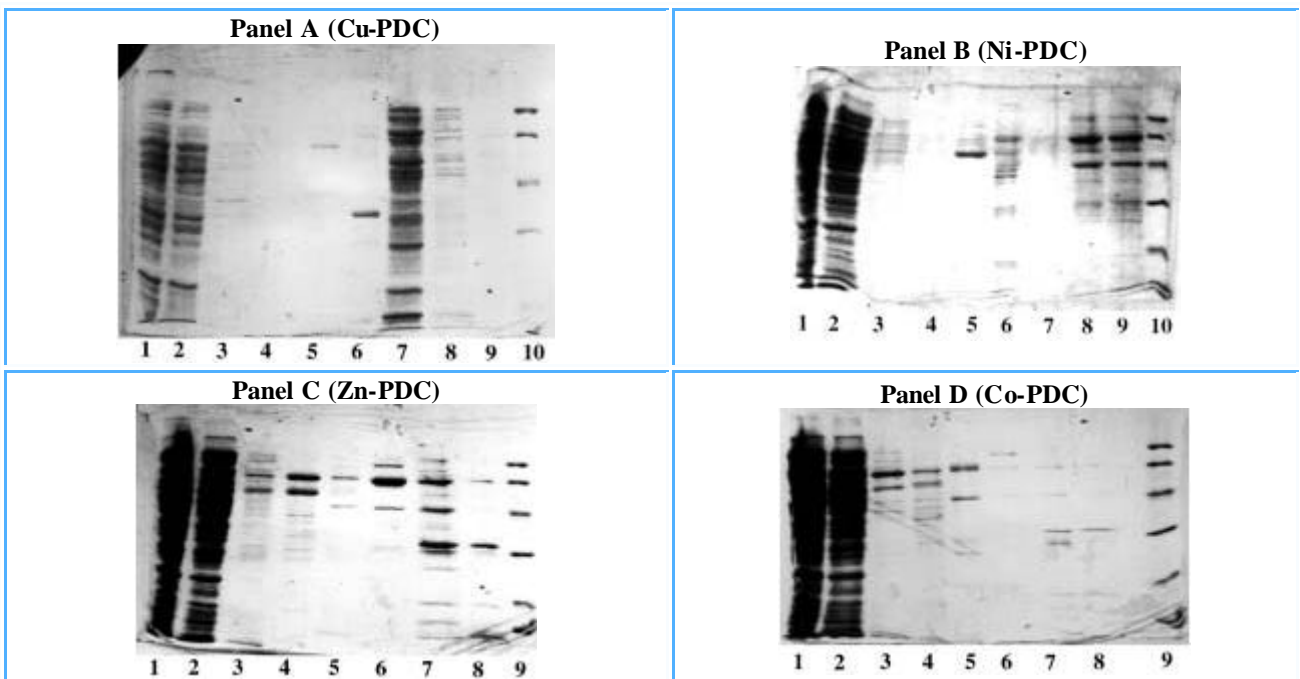 Panel A (Cu-PDC)
1 2 3 4 5 6 7 8 9 10
Panel B (Ni-PDC)
1 2 3 4 5 6 7 8 9 10
Panel C (Zn-PDC)
1 2 3 4 5 6 7 8 9
Panel D (Co-PDC)
1 2 3 4 5 6 7 8 9